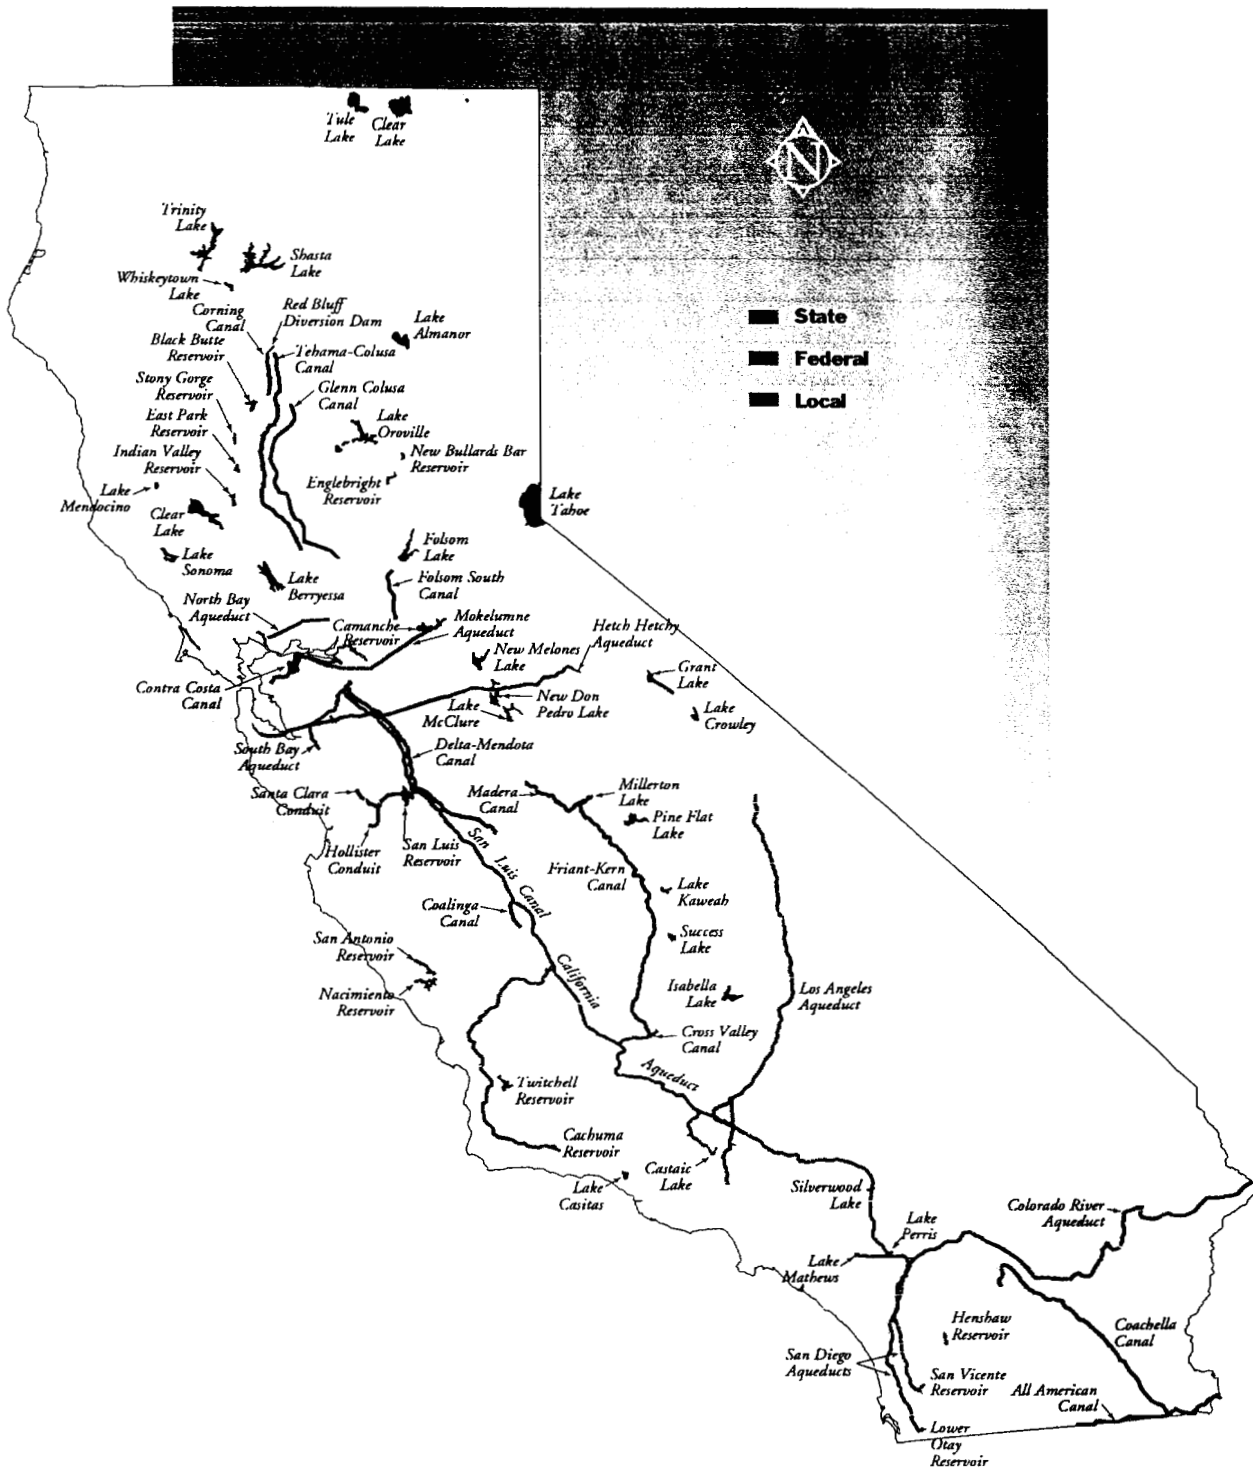 Tule
Lake
Clear
Lake
N
Trinity
Lake
Shasta
Lake
Whiskeytown
Lake
Corning
Canal
Red Bluff
Diversion Dam
Lake
Almanor
State
Black Butte
Reservoir
Tehama-Colusa
Canal
Federal
Stony Gorge
Reservoir
Glenn Colusa
Canal
Local
East Park
Reservoir
Lake
Oroville
Indian Valley
Reservoir
New Bullards Bar
Reservoir
Englebright
Reservoir
Lake
Mendocino
Lake
Tahoe
Clear
Lake
Lake
Sonoma
Folsom
Lake
Lake
Berryessa
Folsom South
Canal
North Bay
Aqueduct
Camanche
Reservoir
Mokelumne
Aqueduct
Hetch Hetchy
Aqueduct
New Melones
Lake
Grant
Lake
Contra Costa
Canal
New Don
Pedro Lake
Lake
McClure
Lake
Crowley
South Bay
Aqueduct
Delta-Mendota
Canal
Santa Clara
Conduit
Madera
Canal
Millerton
Lake
Pine Flat
Lake
Hollister
Conduit
San Luis
Reservoir
San
Luis
Canal
Friant-Kern
Canal
Lake
Kaweah
Coalinga
Canal
Success
Lake
San Antonio
Reservoir
California
Isabella
Lake
Los Angeles
Aqueduct
Nacimiento
Reservoir
Cross Valley
Canal
Aqueduct
Twitchell
Reservoir
Cachuma
Reservoir
Castaic
Lake
Lake
Casitas
Silverwood
Lake
Colorado River
Aqueduct
Lake
Perris
Lake
Mathews
Henshaw
Reservoir
Coachella
Canal
San Diego
Aqueducts
San Vicente
Reservoir
All American
Canal
Lower
Otay
Reservoir